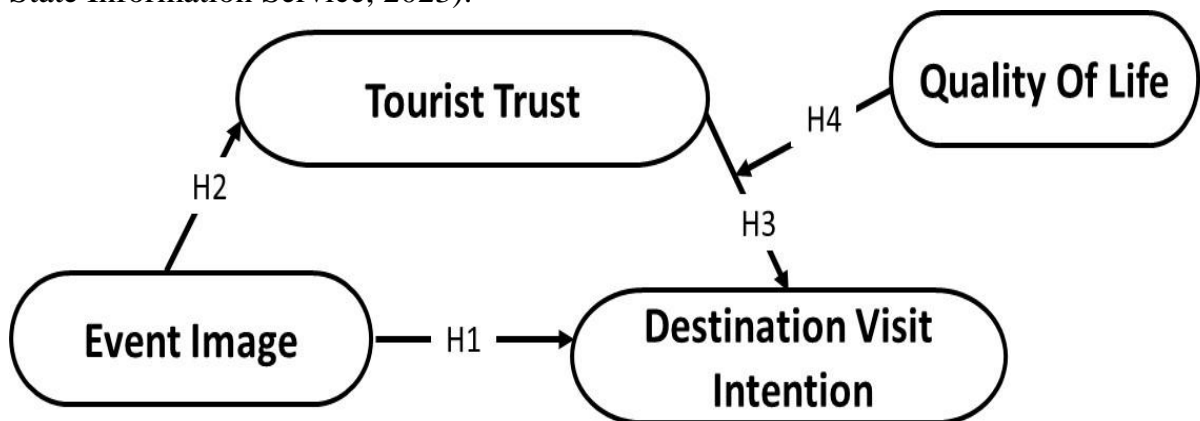 State Information Service, 2023).
Tourist Trust
Quality Of Life
H4
H2
H3
Event Image
H1
Destination Visit
Intention